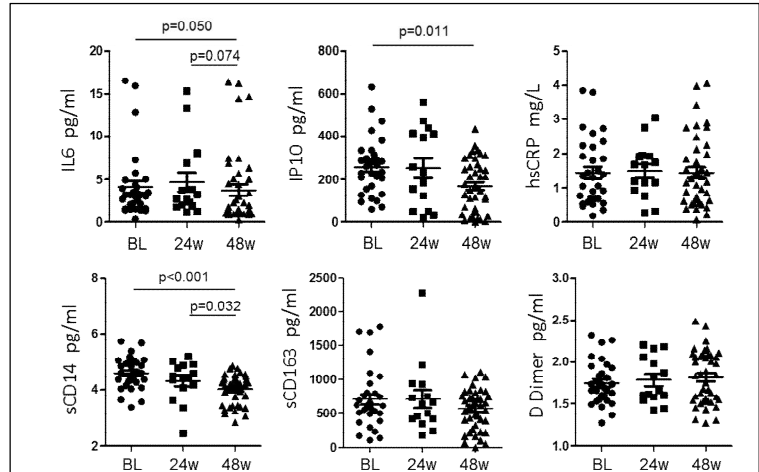 p=0.050
p=0.074
IL6 pg/ml
20
15
10
5
0
BL 24w 48w
p=0.011
IP10 pg/ml
800
600
400
200
0
BL 24w 48w
hsCRP mg/L
5
4
3
2
1
0
BL 24w 48w
p<0.001
p=0.032
sCD14 pg/ml
8
6
4
2
BL 24w 48w
sCD163 pg/ml
2500
2000
1500
1000
500
0
BL 24w 48w
D Dimer pg/ml
3.0
2.5
2.0
1.5
1.0
BL 24w 48w